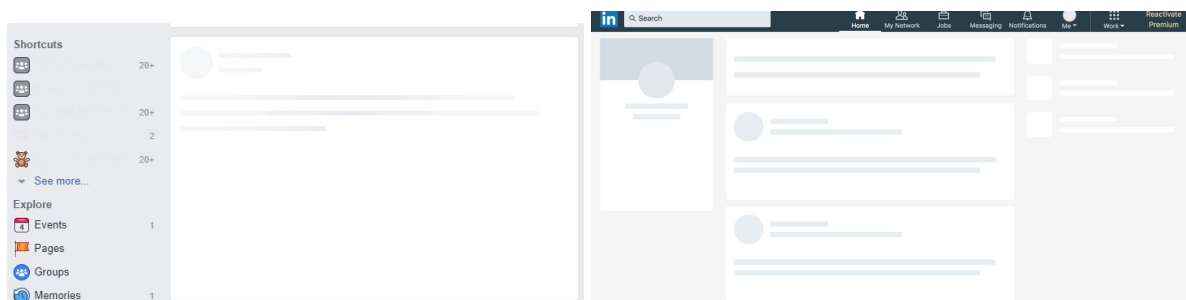 Shortcuts
20+
20+
2
20+
See more...
Explore
4
Events 1
Pages
Groups
Memories 1
in Search
Home My Network Jobs Messaging Notifications Me Work Reactivate Premium